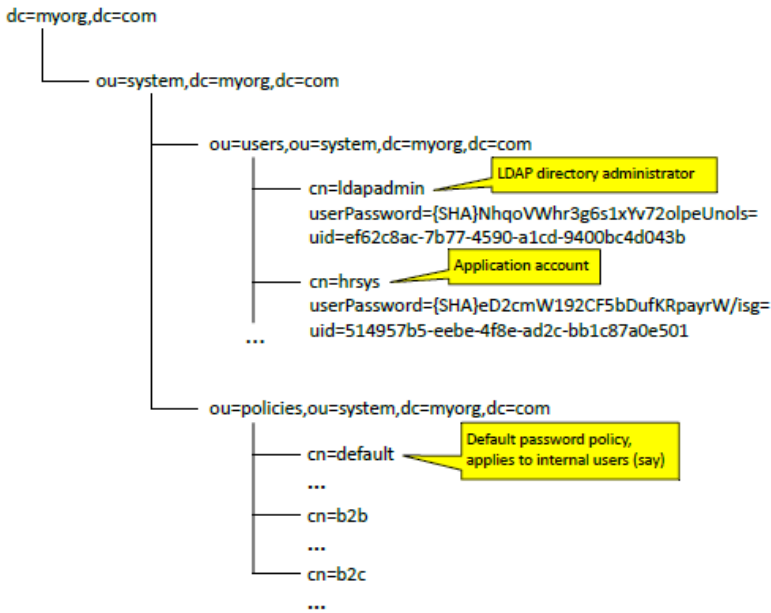 dc=myorg,dc=com
ou=system,dc=myorg,dc=com
ou=users,ou=system,dc=myorg,dc=com
LDAP directory administrator
cn=ldapadmin
userPassword={SHA}NhqoVWhr3g6s1xYv72olpeUnols=
uid=ef62c8ac-7b77-4590-a1cd-9400bc4d043b
Application account
cn=hrsys
userPassword={SHA}eD2cmW192CF5bDufKRpayrW/isg=
uid=514957b5-eebe-4f8e-ad2c-bb1c87a0e501
...
ou=policies,ou=system,dc=myorg,dc=com
Default password policy,
applies to internal users (say)
cn=default
...
cn=b2b
...
cn=b2c
...